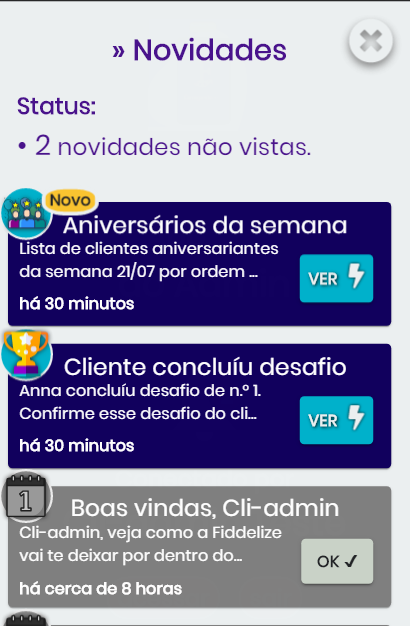 » Novidades
Status:
• 2 novidades não vistas.
Novo
Aniversários da semana
Lista de clientes aniversariantes
da semana 21/07 por ordem ...
VER
há 30 minutos
Cliente concluíu desafio
Anna concluíu desafio de n.º 1.
Confirme esse desafio do cli...
VER
há 30 minutos
1
Boas vindas, Cli-admin
Cli-admin, veja como a Fiddelize
vai te deixar por dentro do...
OK ✓
há cerca de 8 horas